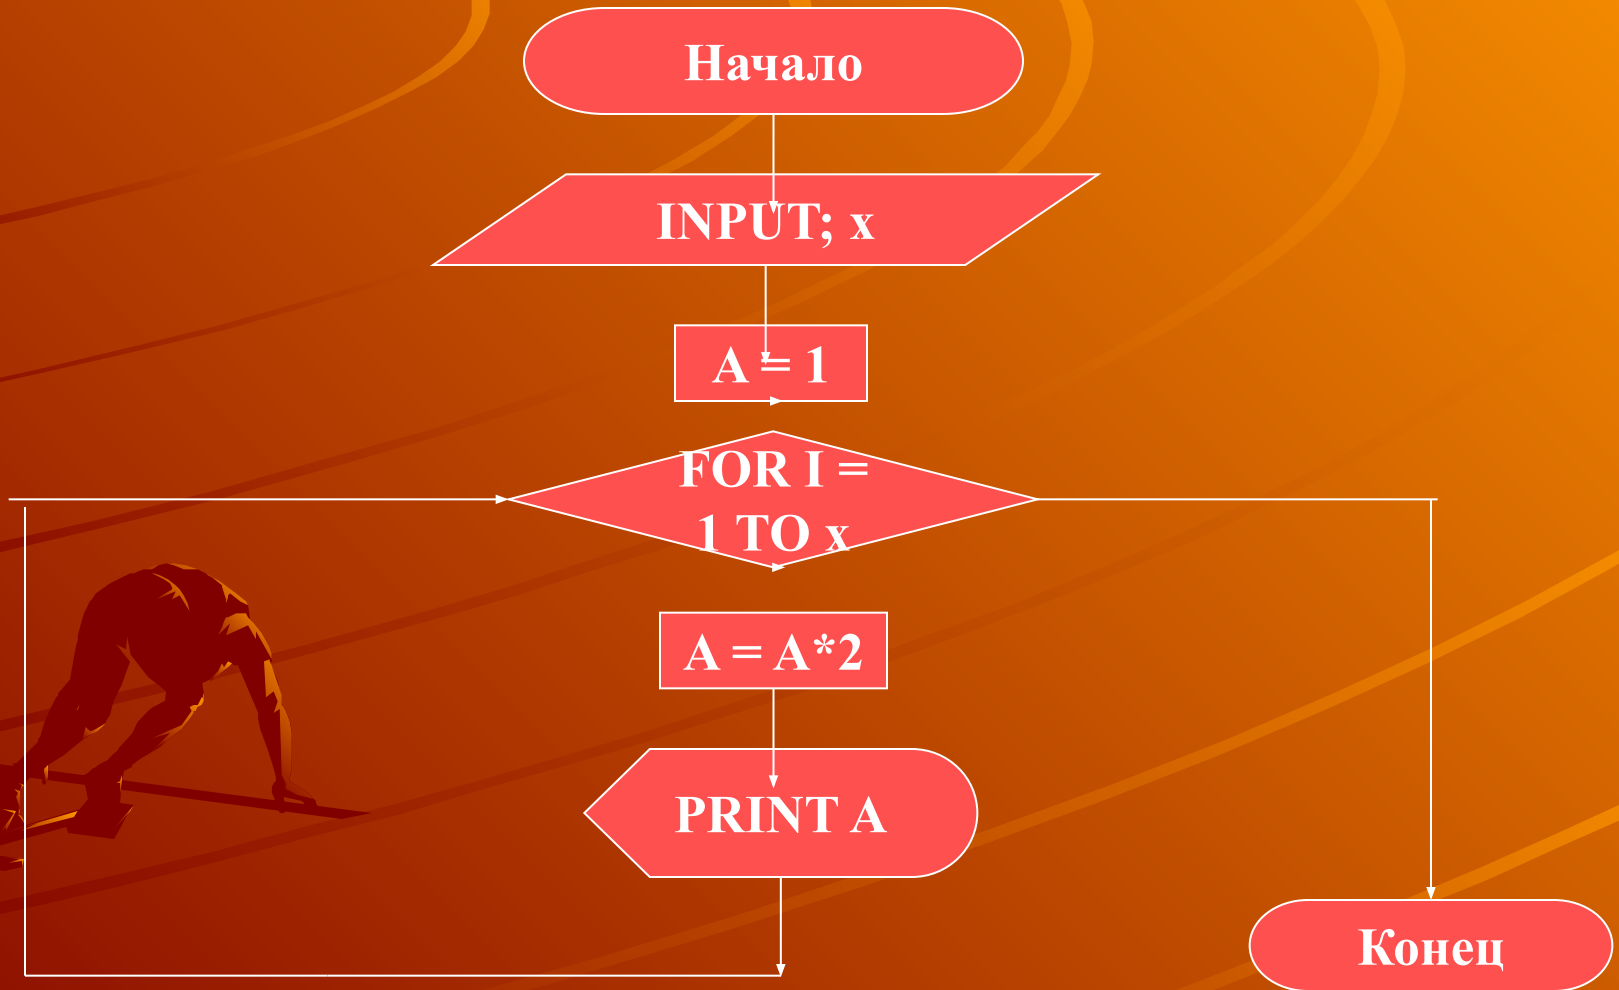 Начало
INPUT; x
A = 1
FOR I =
1 TO x
A = A*2
PRINT A
Конец